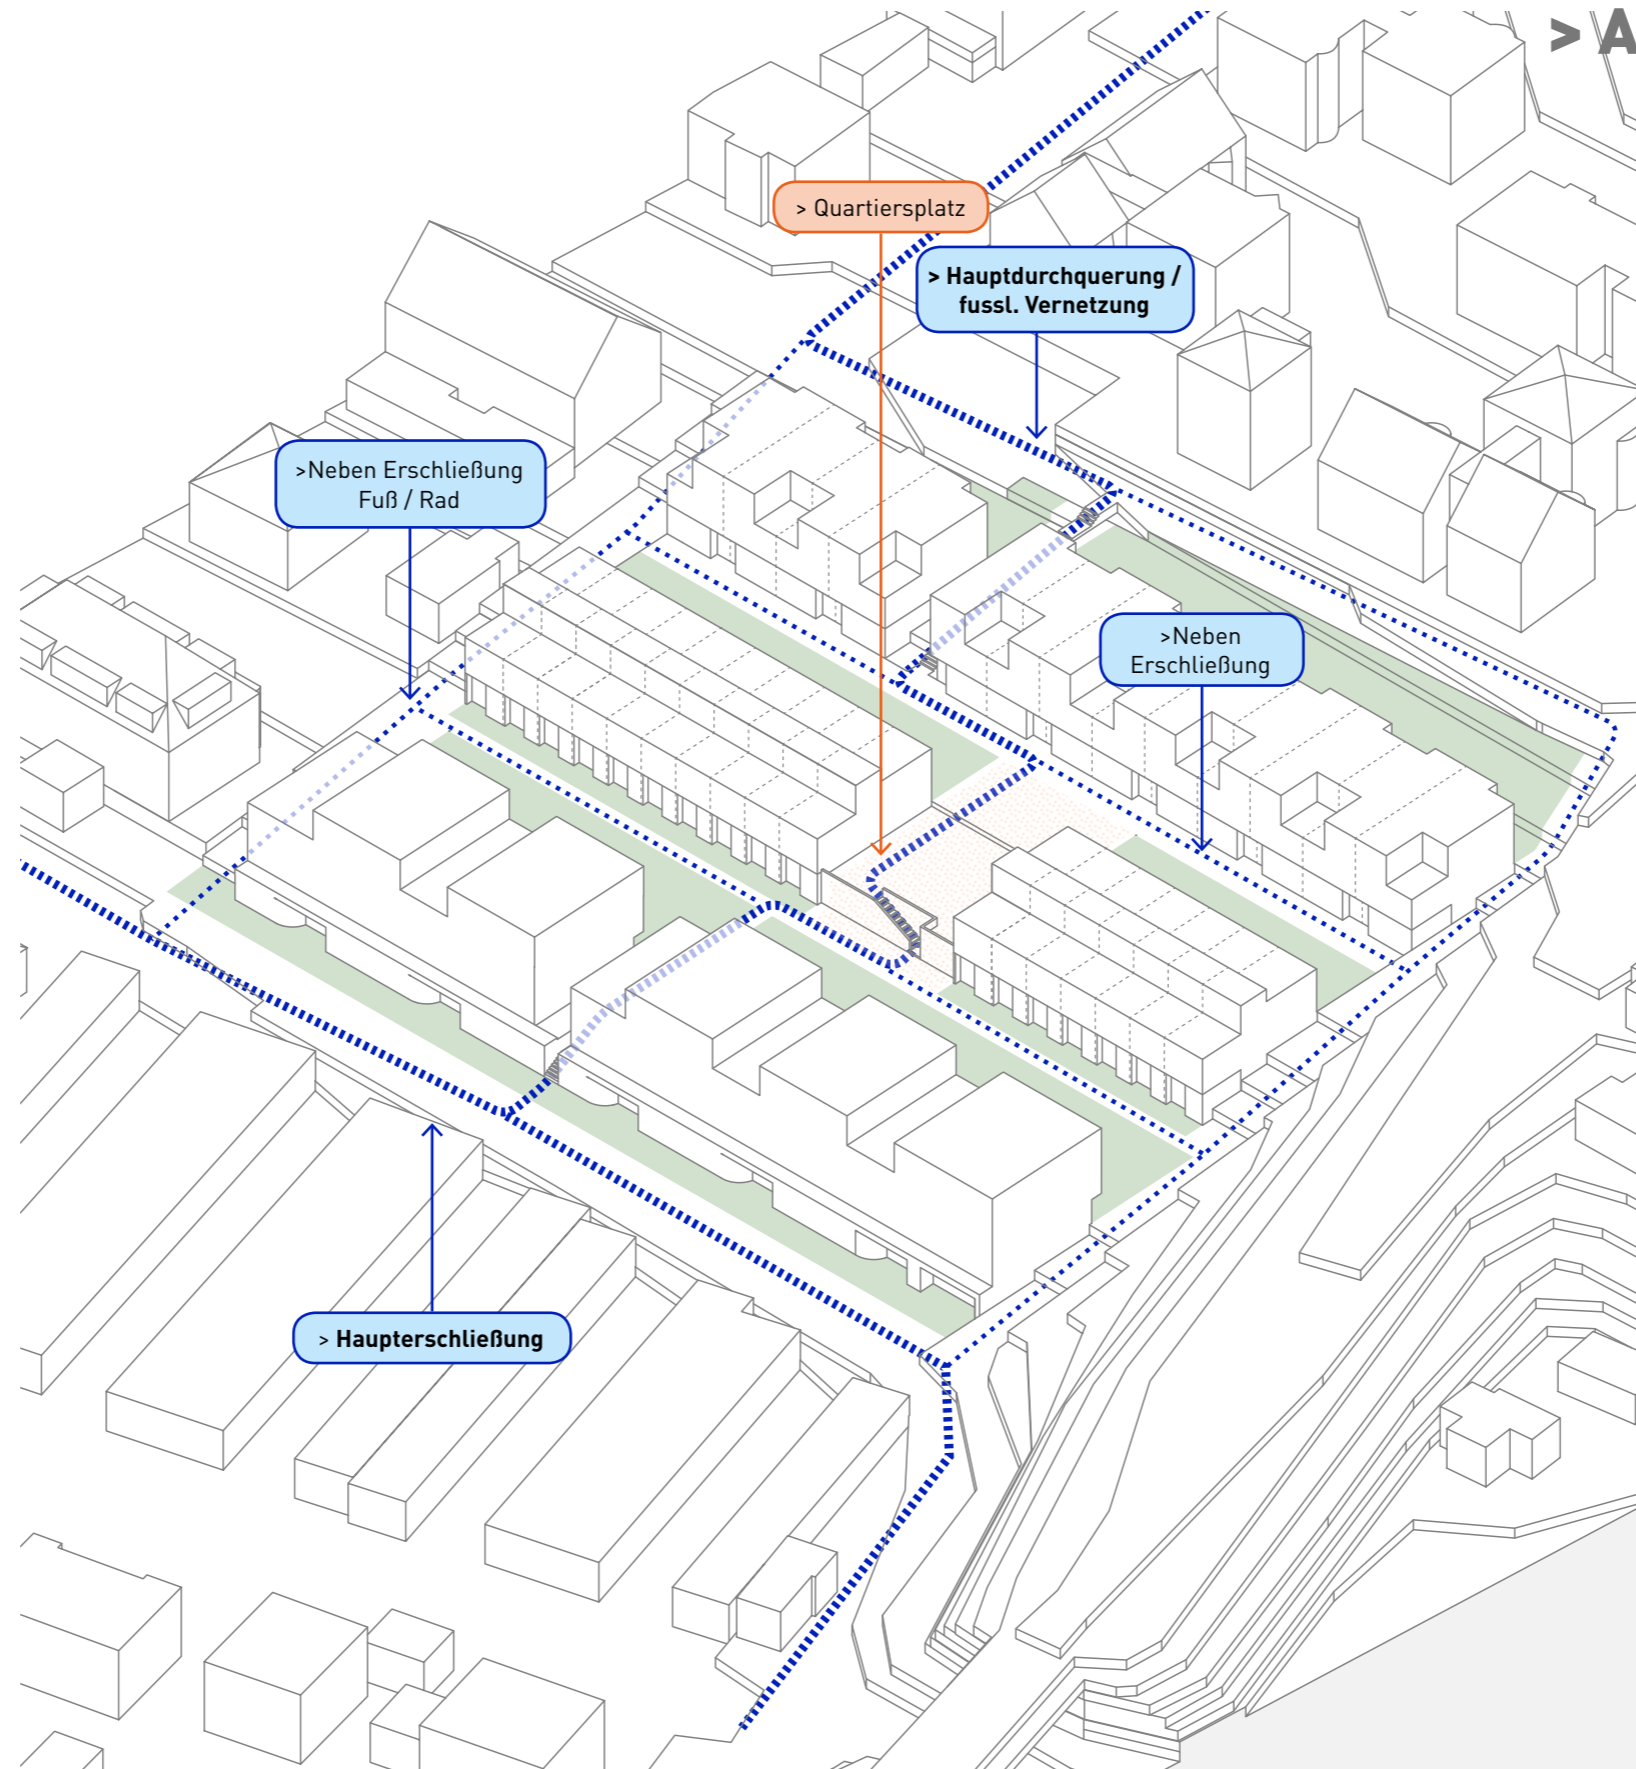 > A
> Quartiersplatz
> Hauptdurchquerung /
fussl. Vernetzung
>Neben Erschließung
Fuß / Rad
>Neben
Erschließung
> Haupterschließung